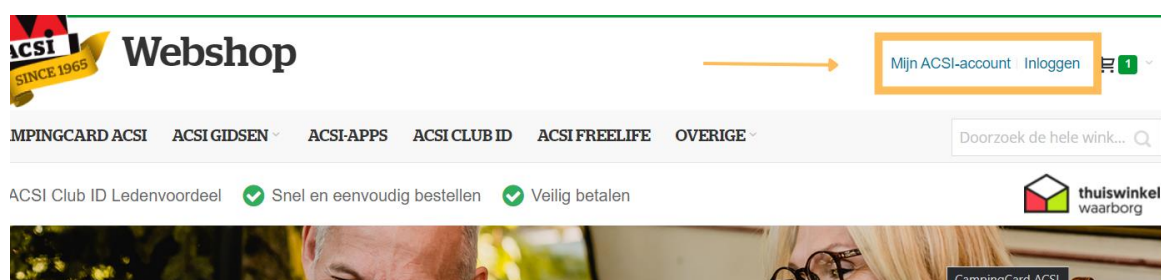 ACSI
SINCE 1965
Webshop
Mijn ACSI-account Inloggen 1
MPINGCARD ACSI ACSI GIDSEN ACSI-APPS ACSI CLUB ID ACSI FREELIFE OVERIGE
Doorzoek de hele wink...
ACSI Club ID Ledenvoordeel Snel en eenvoudig bestellen Veilig betalen
thuiswinkel
waarborg
CampingCard ACSI